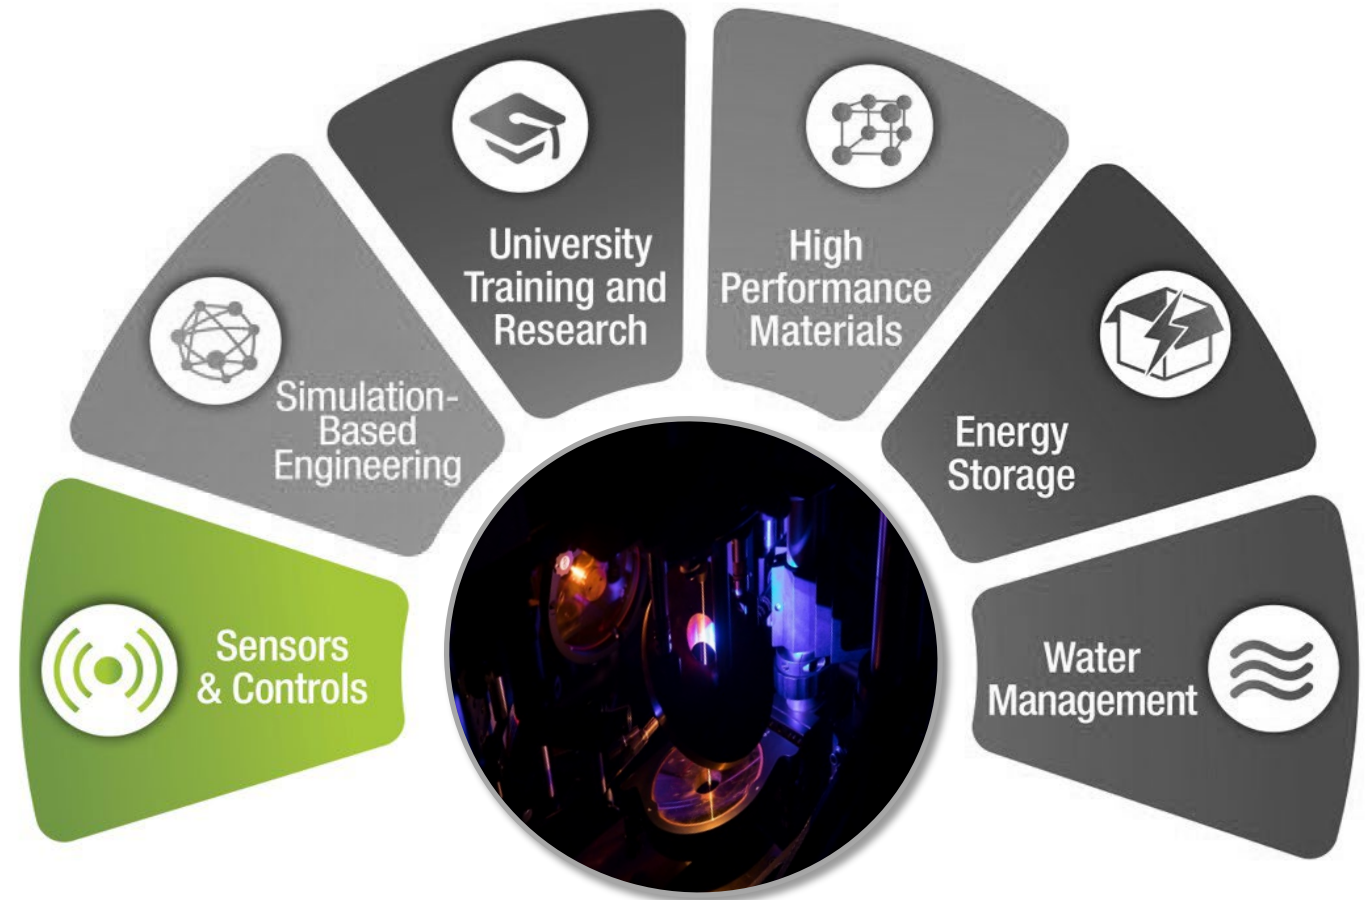 University
Training and
Research
High
Performance
Materials
Simulation-
Based
Engineering
Energy
Storage
Sensors
& Controls
Water
Management